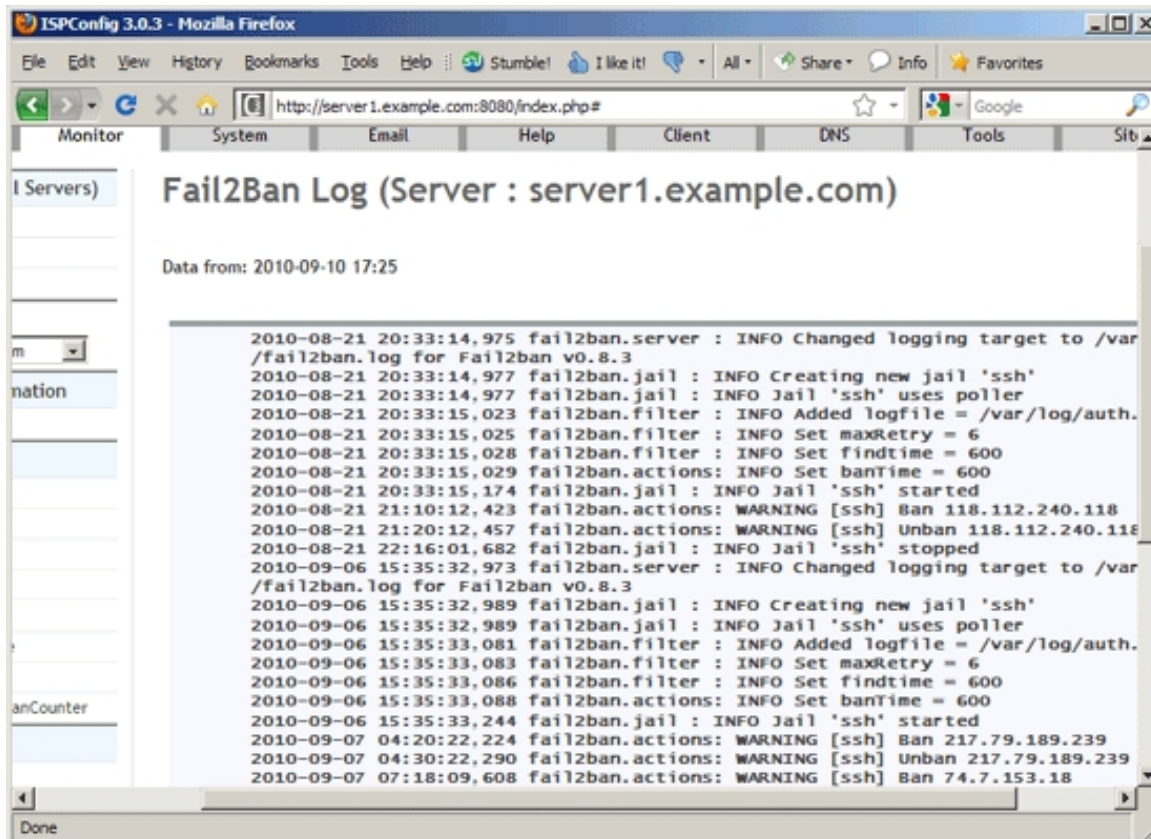 ISPConfig 3.0.3 - Mozilla Firefox
File Edit View History Bookmarks Tools Help Stumble! I like it! All Share Info Favorites
http://server1.example.com:8080/index.php# Google
Monitor System Email Help Client DNS Tools
l Servers)
Fail2Ban Log (Server : server1.example.com)
Data from: 2010-09-10 17:25
2010-08-21 20:33:14,975 fail2ban.server : INFO Changed logging target to /var
m
/fail2ban.log for Fail2ban v0.8.3
2010-08-21 20:33:14,977 fail2ban.jail : INFO Creating new jail 'ssh'
mation
2010-08-21 20:33:14,977 fail2ban.jail : INFO Jail 'ssh' uses poller
2010-08-21 20:33:15,023 fail2ban.filter : INFO Added logfile = /var/log/auth.
2010-08-21 20:33:15,025 fail2ban.filter : INFO Set maxRetry = 6
2010-08-21 20:33:15,028 fail2ban.filter : INFO Set findtime = 600
2010-08-21 20:33:15,029 fail2ban.actions: INFO Set banTime = 600
2010-08-21 20:33:15,174 fail2ban.jail : INFO Jail 'ssh' started
2010-08-21 21:10:12,423 fail2ban.actions: WARNING [ssh] Ban 118.112.240.118
2010-08-21 21:20:12,457 fail2ban.actions: WARNING [ssh] Unban 118.112.240.118
2010-08-21 22:16:01,682 fail2ban.jail : INFO Jail 'ssh' stopped
2010-09-06 15:35:32,973 fail2ban.server : INFO Changed logging target to /var
/fail2ban.log for Fail2ban v0.8.3
2010-09-06 15:35:32,989 fail2ban.jail : INFO Creating new jail 'ssh'
2010-09-06 15:35:32,989 fail2ban.jail : INFO Jail 'ssh' uses poller
2010-09-06 15:35:33,081 fail2ban.filter : INFO Added logfile = /var/log/auth.
2010-09-06 15:35:33,083 fail2ban.filter : INFO Set maxRetry = 6
2010-09-06 15:35:33,086 fail2ban.filter : INFO Set findtime = 600
2010-09-06 15:35:33,088 fail2ban.actions: INFO Set banTime = 600
anCounter
2010-09-06 15:35:33,244 fail2ban.jail : INFO Jail 'ssh' started
2010-09-07 04:20:22,224 fail2ban.actions: WARNING [ssh] Ban 217.79.189.239
2010-09-07 04:30:22,290 fail2ban.actions: WARNING [ssh] Unban 217.79.189.239
2010-09-07 07:18:09,608 fail2ban.actions: WARNING [ssh] Ban 74.7.153.18
Done